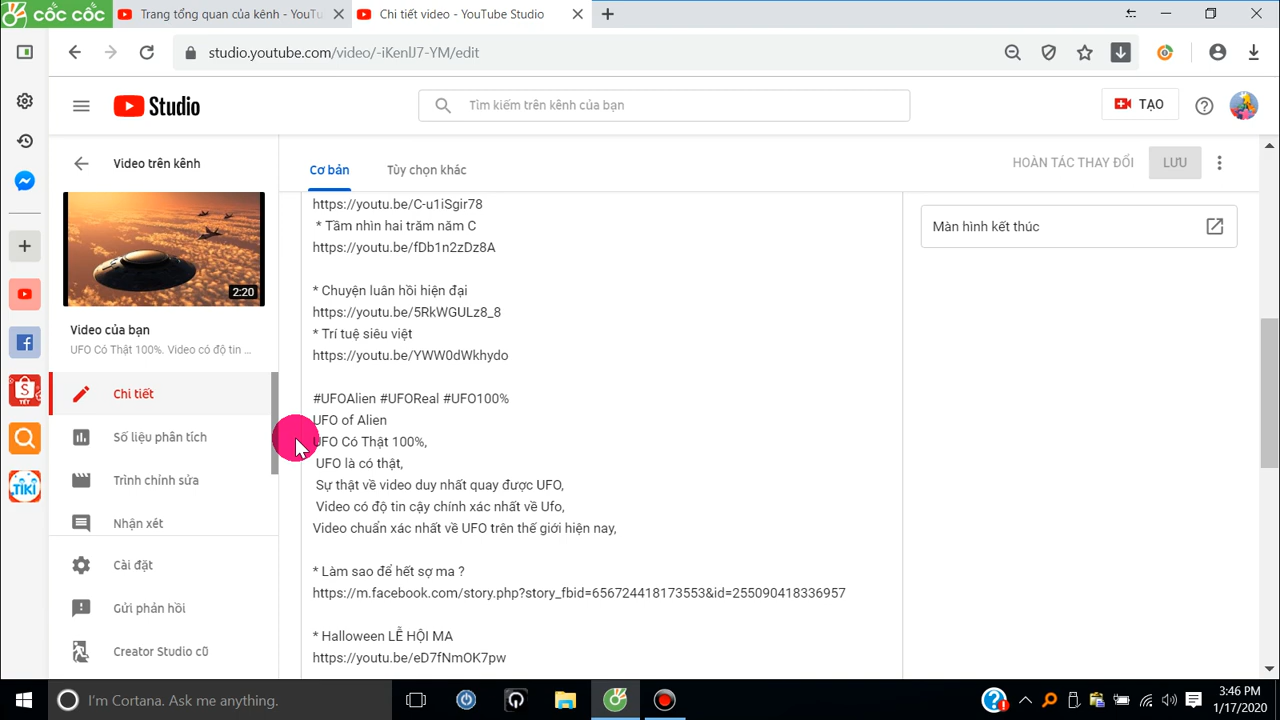 cốc cốc
Trang tổng quan của kênh - YouTu
Chi tiết video - YouTube Studio
studio.youtube.com/video/-iKenlJ7-YM/edit
Studio
Tìm kiếm trên kênh của bạn
TẠO
Video trên kênh
Cơ bản
Tùy chọn khác
HOÀN TÁC THAY ĐỔI
LƯU
2:20
Video của bạn
UFO Có Thật 100%. Video có độ tin ...
Chi tiết
Số liệu phân tích
Trình chỉnh sửa
Nhận xét
Cài đặt
Gửi phản hồi
Creator Studio cũ
https://youtu.be/C-u1iSgir78
* Tầm nhìn hai trăm năm C
https://youtu.be/fDb1n2zDz8A
* Chuyện luân hồi hiện đại
https://youtu.be/5RkWGULz8_8
* Trí tuệ siêu việt
https://youtu.be/YWW0dWkhydo
#UFOAlien #UFOReal #UFO100%
UFO of Alien
UFO Có Thật 100%,
UFO là có thật,
Sự thật về video duy nhất quay được UFO,
Video có độ tin cậy chính xác nhất về Ufo,
Video chuẩn xác nhất về UFO trên thế giới hiện nay,
* Làm sao để hết sợ ma ?
https://m.facebook.com/story.php?story_fbid=656724418173553&id=255090418336957
* Halloween LỄ HỘI MA
https://youtu.be/eD7fNmOK7pw
Màn hình kết thúc
SHOPEE TẾT
TIKI
I'm Cortana. Ask me anything.
3:46 PM
1/17/2020